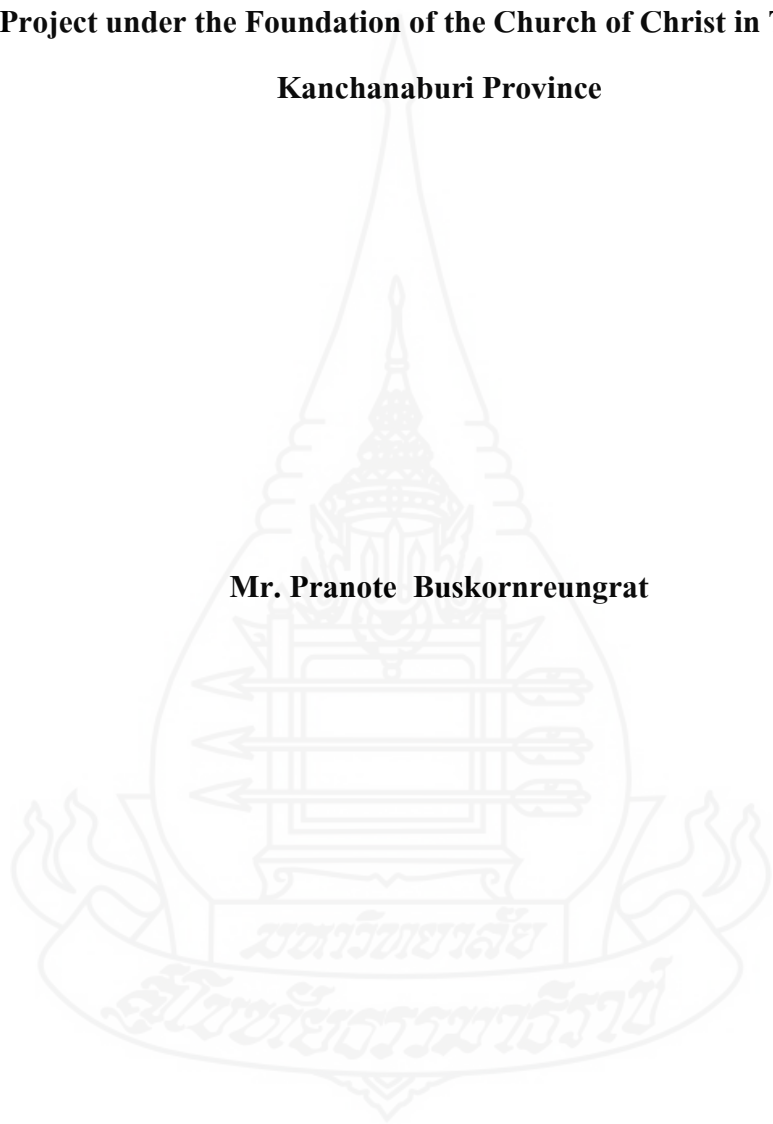 Project under the Foundation of the Church of Christ in
Kanchanaburi Province
Mr. Pranote Buskornreungrat
มหาวิทยาลัย
สุโขทัยธรรมาธิราช